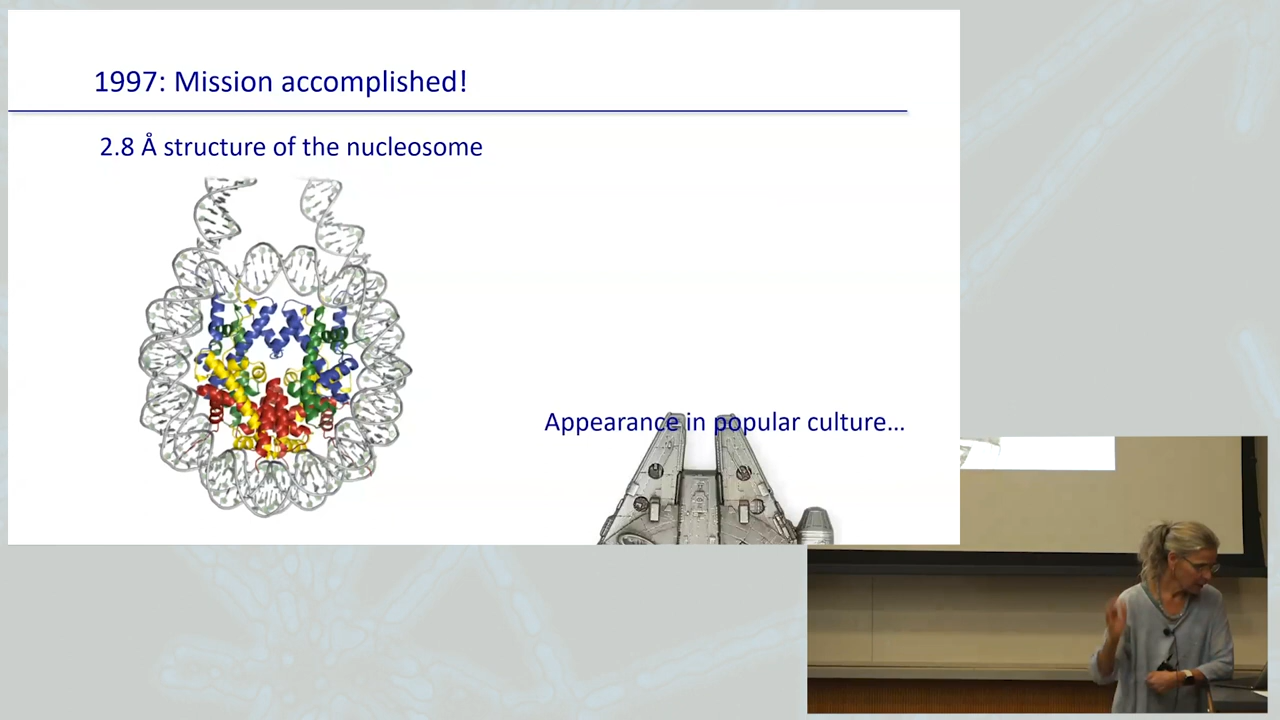 1997: Mission accomplished!
2.8 Å structure of the nucleosome
Appearance in popular culture…